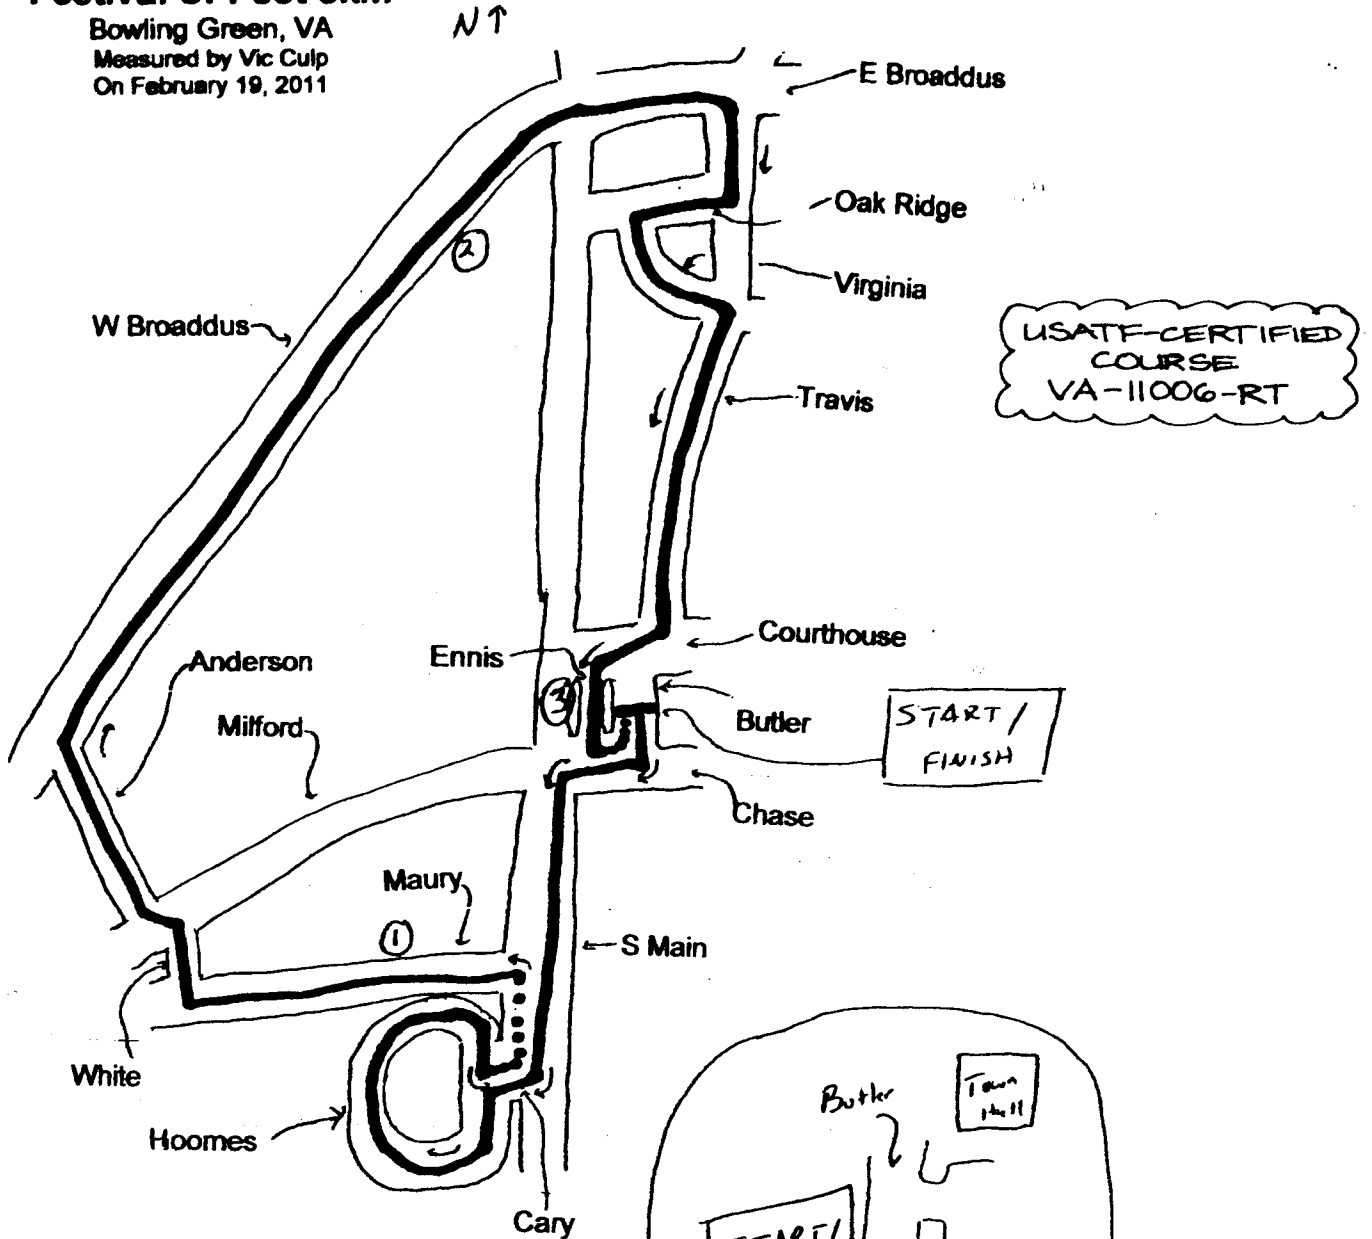 Bowling Green, VA
Measured by Vic Culp
On February 19, 2011
N
E Broaddus
Oak Ridge
2
Virginia
W Broaddus
USATF-CERTIFIED
COURSE
VA-11006-RT
Travis
Courthouse
Ennis
Anderson
3
Butler
START/
FINISH
Milford
Chase
Maury
1
S Main
White
Butler
Town
Hall
Hoomes
Cary
START/